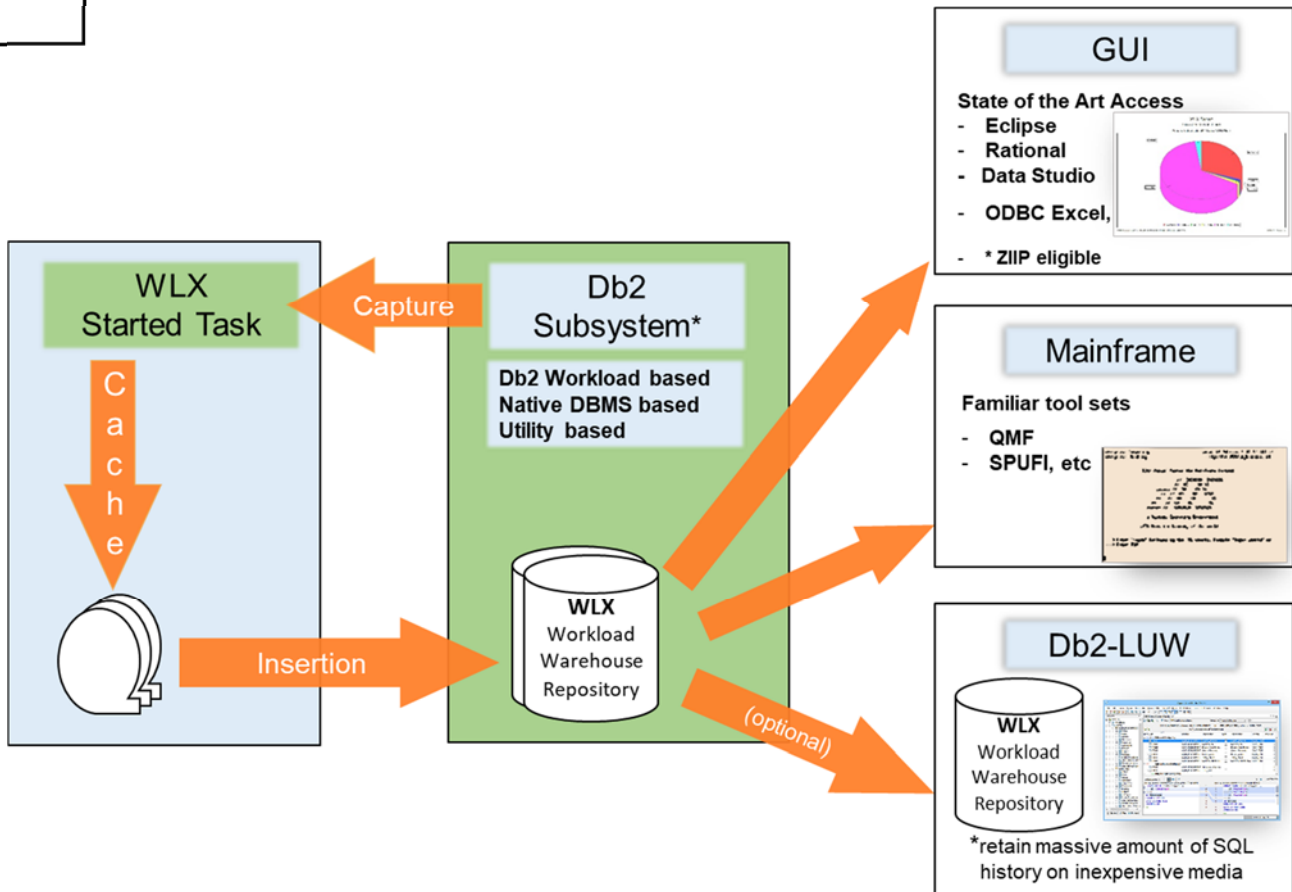 WLX
Started Task
Capture
Cache
Insertion
Db2
Subsystem*
Db2 Workload based
Native DBMS based
Utility based
WLX
Workload
Warehouse
Repository
(optional)
GUI
State of the Art Access
- Eclipse
- Rational
- Data Studio
- ODBC Excel,
- * ZIIP eligible
Mainframe
Familiar tool sets
- QMF
- SPUFI, etc
Db2-LUW
WLX
Workload
Warehouse
Repository
*retain massive amount of SQL
history on inexpensive media